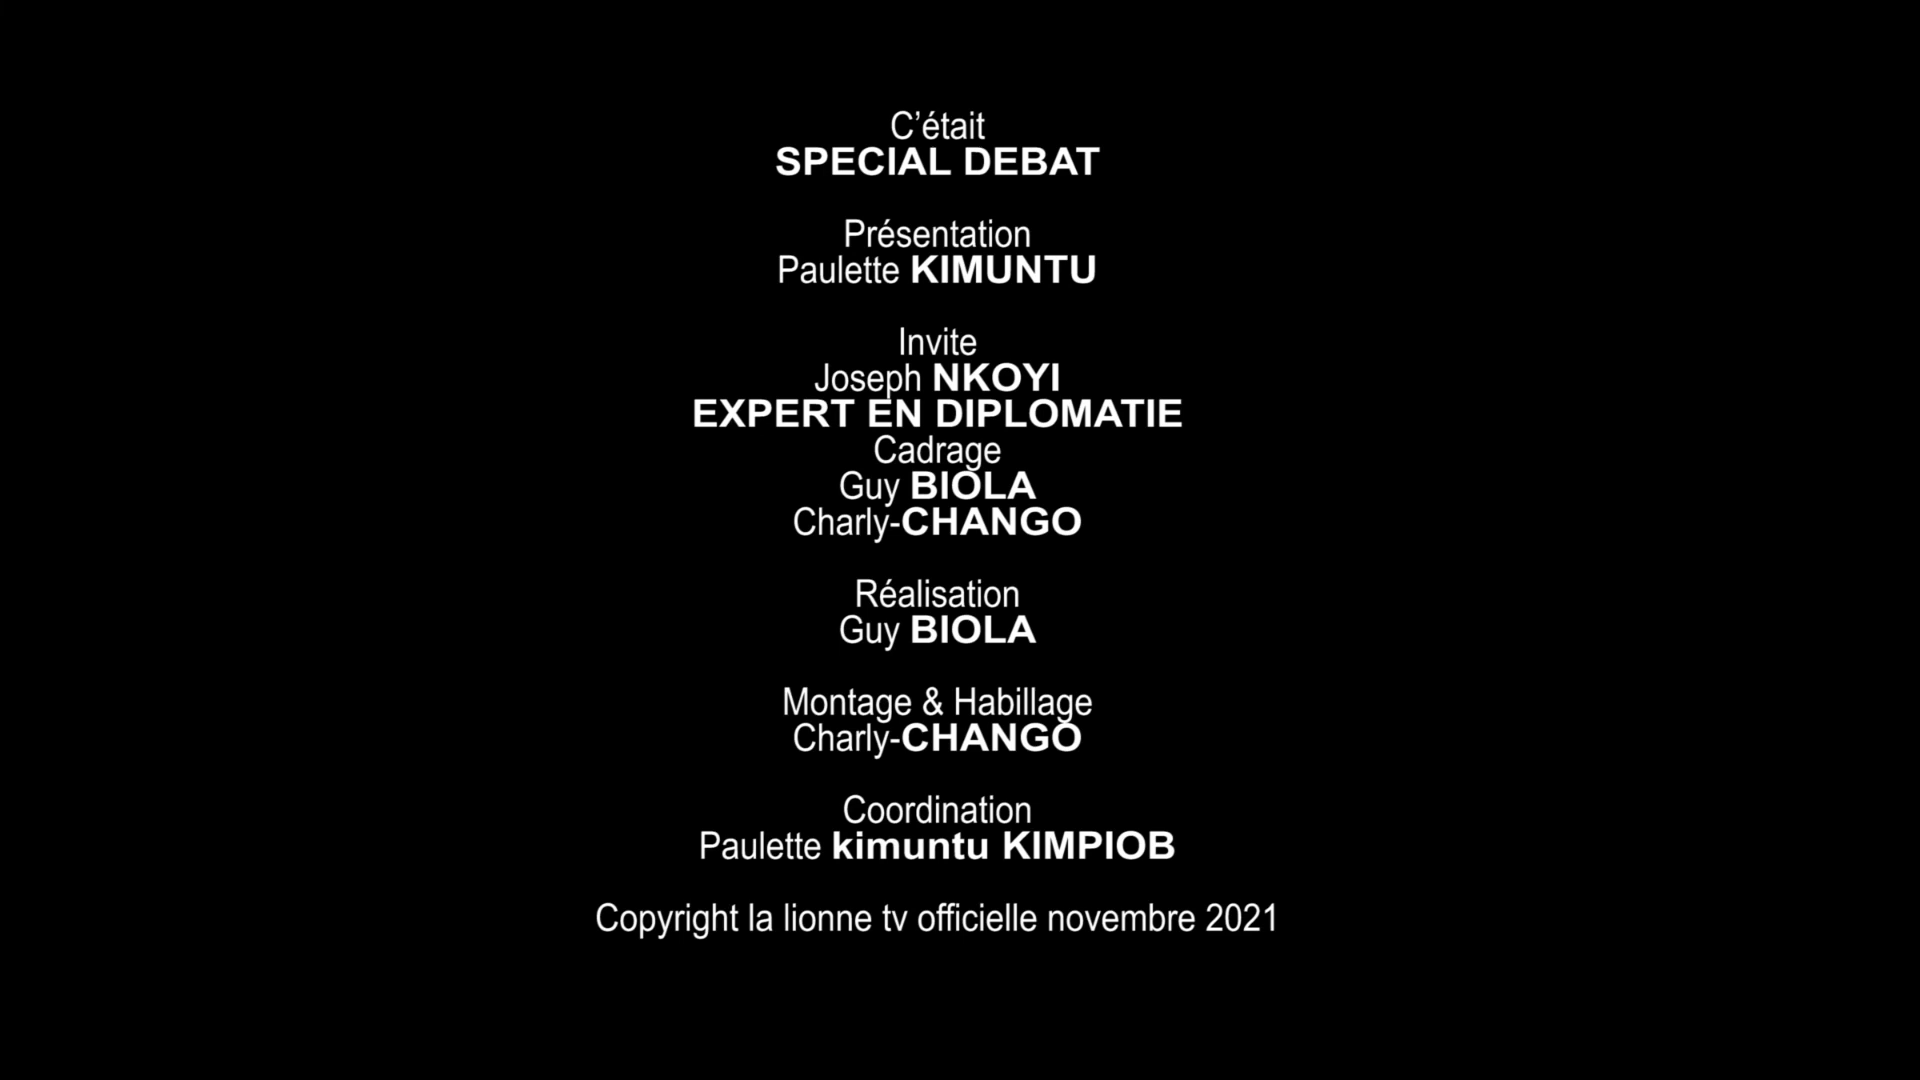 C’était
SPECIAL DEBAT
Présentation
Paulette KIMUNTU
Invite
Joseph NKOYI
EXPERT EN DIPLOMATIE
Cadrage
Guy BIOLA
Charly-CHANGO
Réalisation
Guy BIOLA
Montage & Habillage
Charly-CHANGO
Coordination
Paulette kimuntu KIMPIOB
Copyright la lionne tv officielle novembre 2021